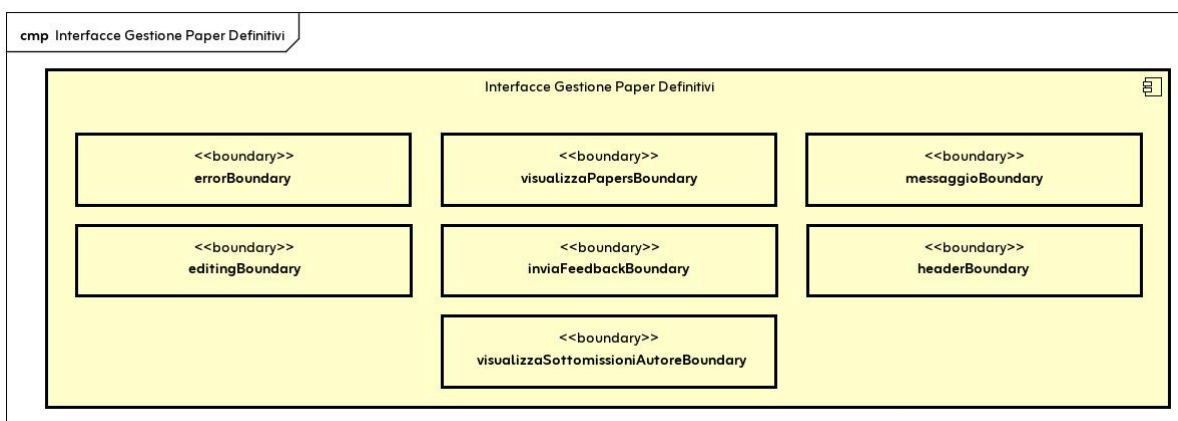 cmp Interfacce Gestione Paper Definitivi
Interfacce Gestione Paper Definitivi
<<boundary>>
errorBoundary
<<boundary>>
visualizzaPapersBoundary
<<boundary>>
messaggioBoundary
<<boundary>>
editingBoundary
<<boundary>>
inviaFeedbackBoundary
<<boundary>>
headerBoundary
<<boundary>>
visualizzaSottomissioniAutoreBoundary